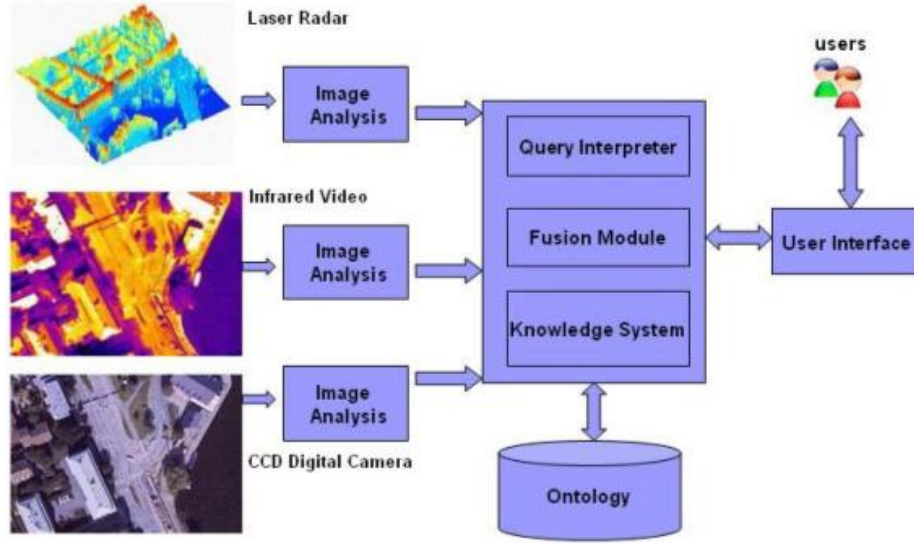 Laser Radar
Image
Analysis
Infrared Video
Image
Analysis
Image
Analysis
CCD Digital Camera
Query Interpreter
Fusion Module
Knowledge System
Ontology
users
User Interface